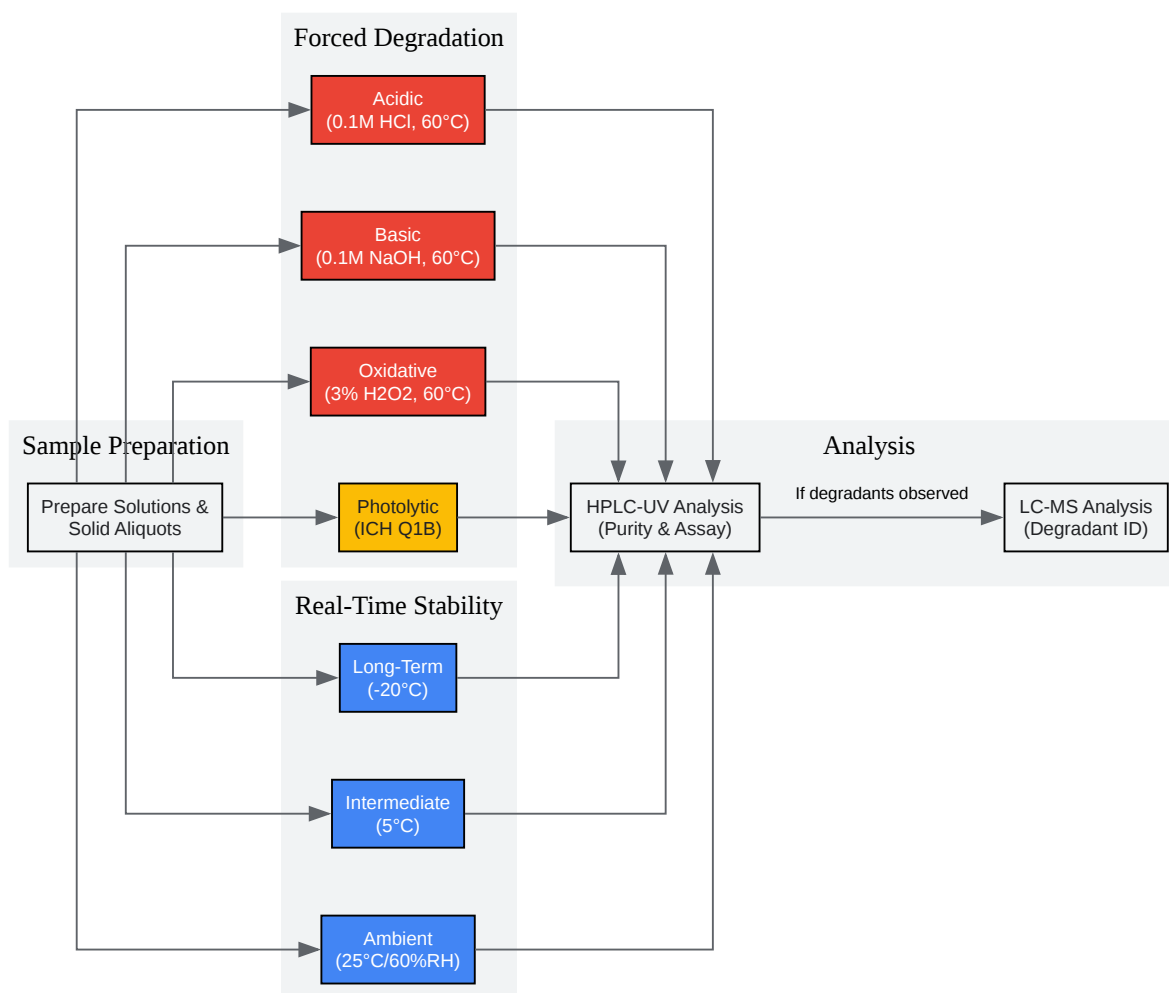 Forced Degradation
Acidic
(0.1M HCl, 60°C)
Basic
(0.1M NaOH, 60°C)
Oxidative
(3% H2O2, 60°C)
Sample Preparation
Prepare Solutions &
Solid Aliquots
Photolytic
(ICH Q1B)
Analysis
HPLC-UV Analysis
(Purity & Assay)
If degradants observed
LC-MS Analysis
(Degradant ID)
Real-Time Stability
Long-Term
(-20°C)
Intermediate
(5°C)
Ambient
(25°C/60%RH)